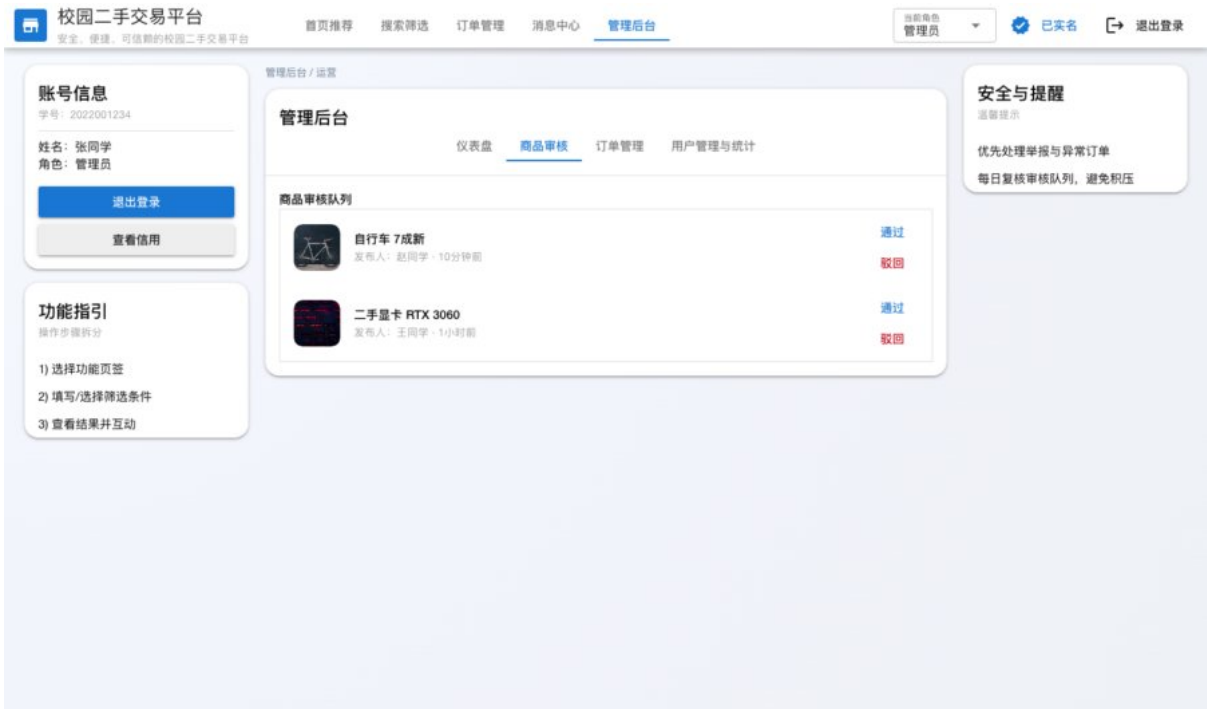 校园二手交易平台
安全、便捷、可信赖的校园二手交易平台
首页推荐 搜索筛选 订单管理 消息中心 管理后台
当前角色
管理员
已实名
退出登录
账号信息
学号：2022001234
姓名：张同学
角色：管理员
退出登录
查看信用
功能指引
操作步骤拆分
1) 选择功能页签
2) 填写/选择筛选条件
3) 查看结果并互动
管理后台 / 运营
管理后台
仪表盘 商品审核 订单管理 用户管理与统计
商品审核队列
自行车 7成新
发布人：赵同学 · 10分钟前
通过
驳回
二手显卡 RTX 3060
发布人：王同学 · 1小时前
通过
驳回
安全与提醒
温馨提示
优先处理举报与异常订单
每日复核审核队列，避免积压